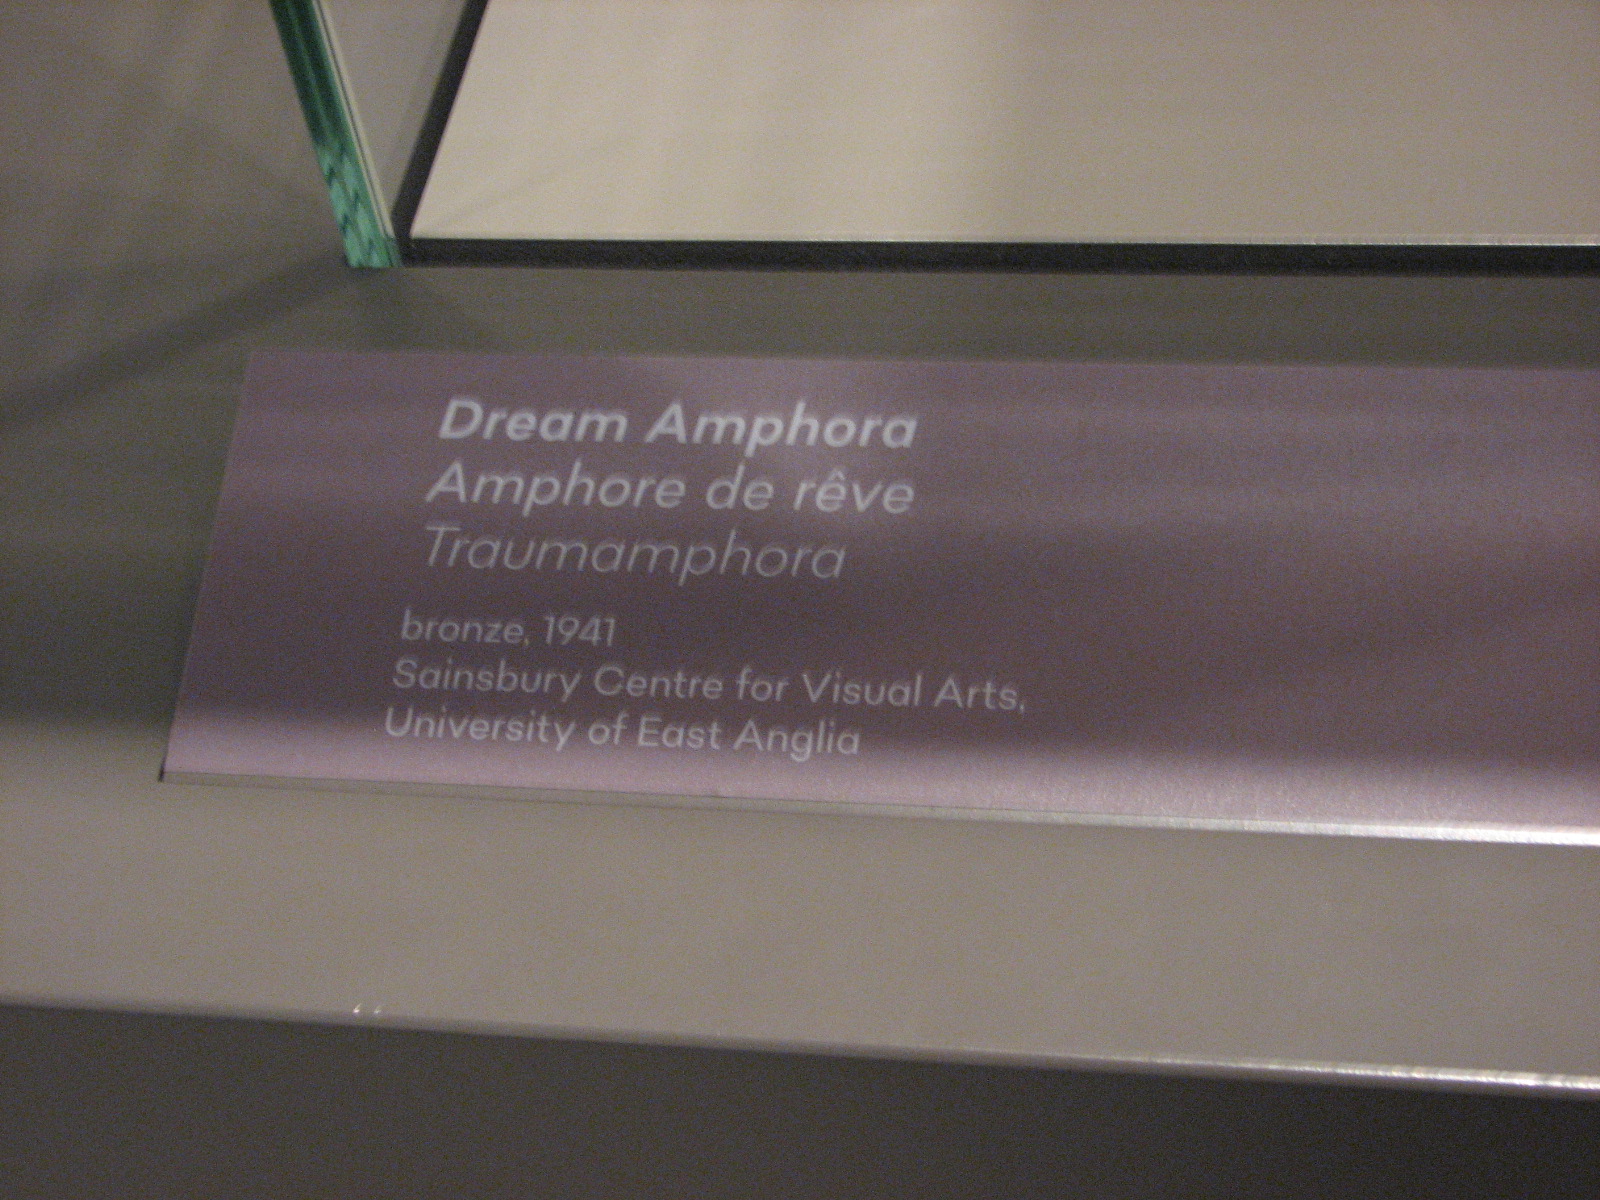 Dream Amphora
Amphore de rêve
Traumamphora
bronze, 1941
Sainsbury Centre for Visual Arts,
University of East Anglia